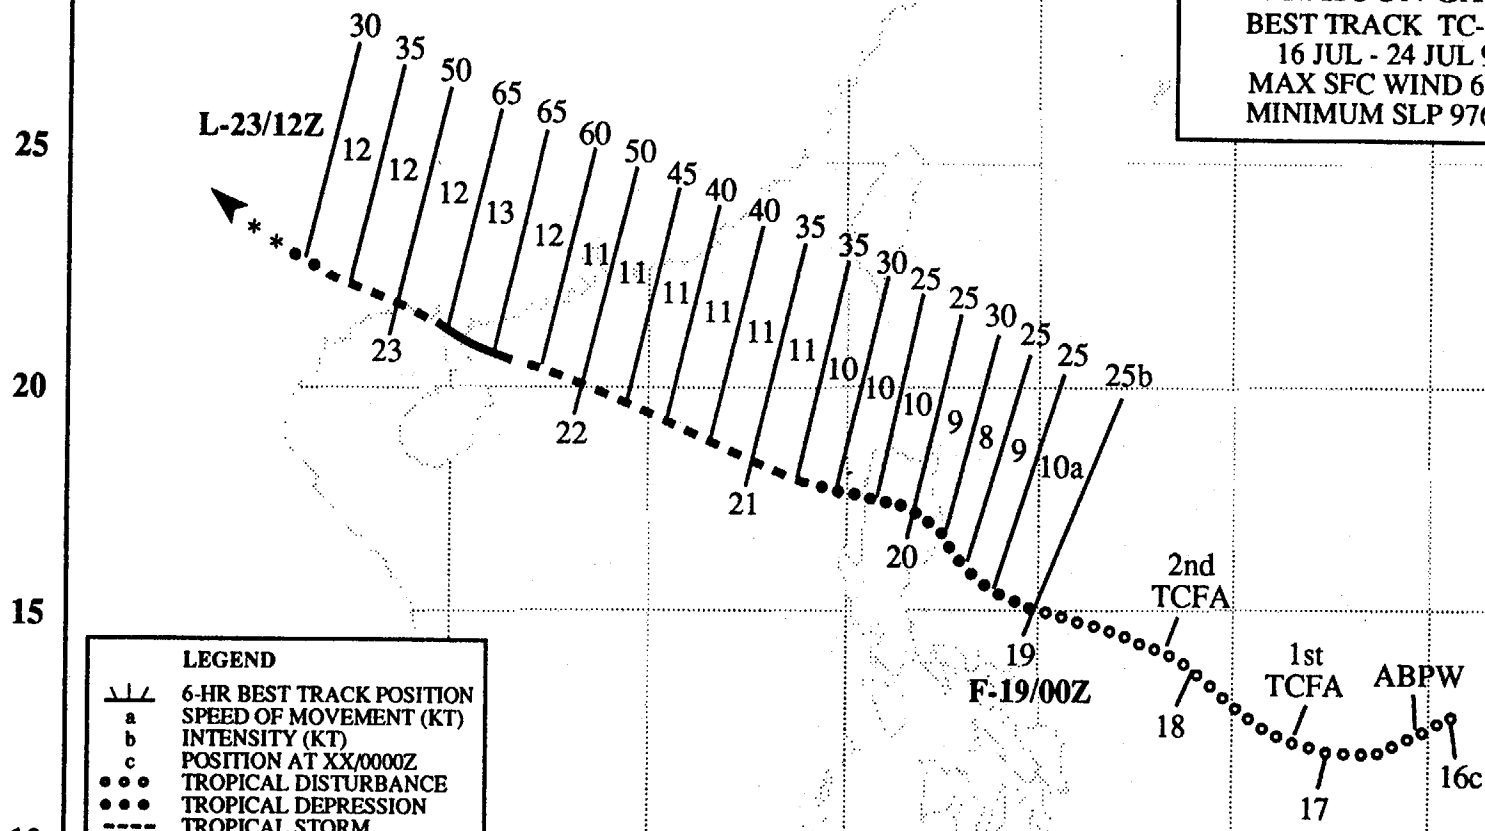 BEST TRACK TC-
16 JUL - 24 JUL
MAX SFC WIND 6
MINIMUM SLP 976
30
35
50
65
65
60
50
45
40
40
35
35
30
25
25
30
25
25
25b
L-23/12Z
12
12
12
13
12
11
11
11
11
11
11
10
10
10
9
8
9
10a
25
20
15
23
22
21
20
19
F-19/00Z
18
17
16c
2nd
TCFA
1st
TCFA
ABPW
LEGEND
6-HR BEST TRACK POSITION
a SPEED OF MOVEMENT (KT)
b INTENSITY (KT)
c POSITION AT XX/0000Z
TROPICAL DISTURBANCE
TROPICAL DEPRESSION
TROPICAL STORM